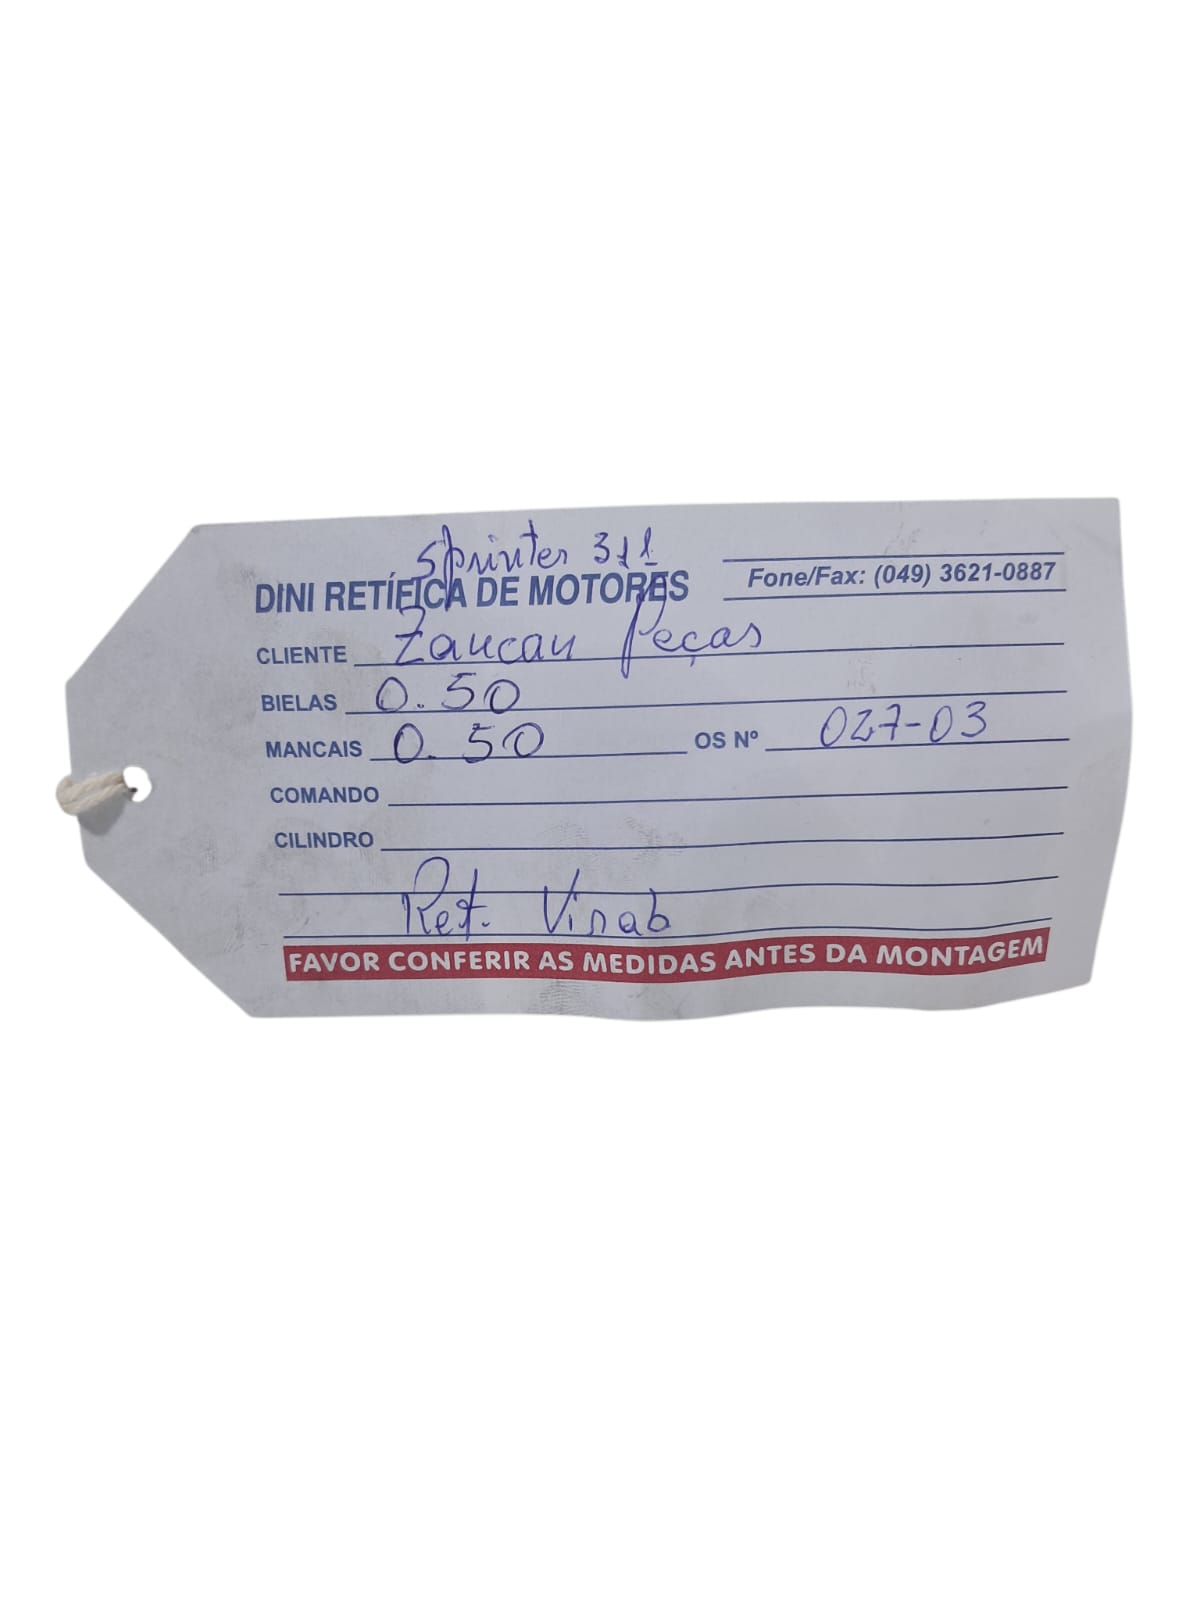 Sprinter 311
DINI RETÍFICA DE MOTORES Fone/Fax: (049) 3621-0887
CLIENTE Zancan Peças
BIELAS 0.50
MANCAIS 0.50 OS Nº 027-03
COMANDO
CILINDRO
Ret. Virab
FAVOR CONFERIR AS MEDIDAS ANTES DA MONTAGEM